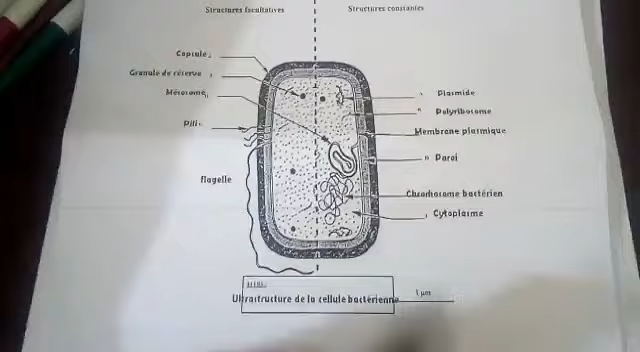 Structures facultatives
Structures constantes
Capsule
Granule de réserve
Mésosome
Pili
flagelle
Plasmide
Polyribosome
Membrane plasmique
Paroi
Chromosome bactérien
Cytoplasme
Ultrastructure de la cellule bactérienne
1 µm